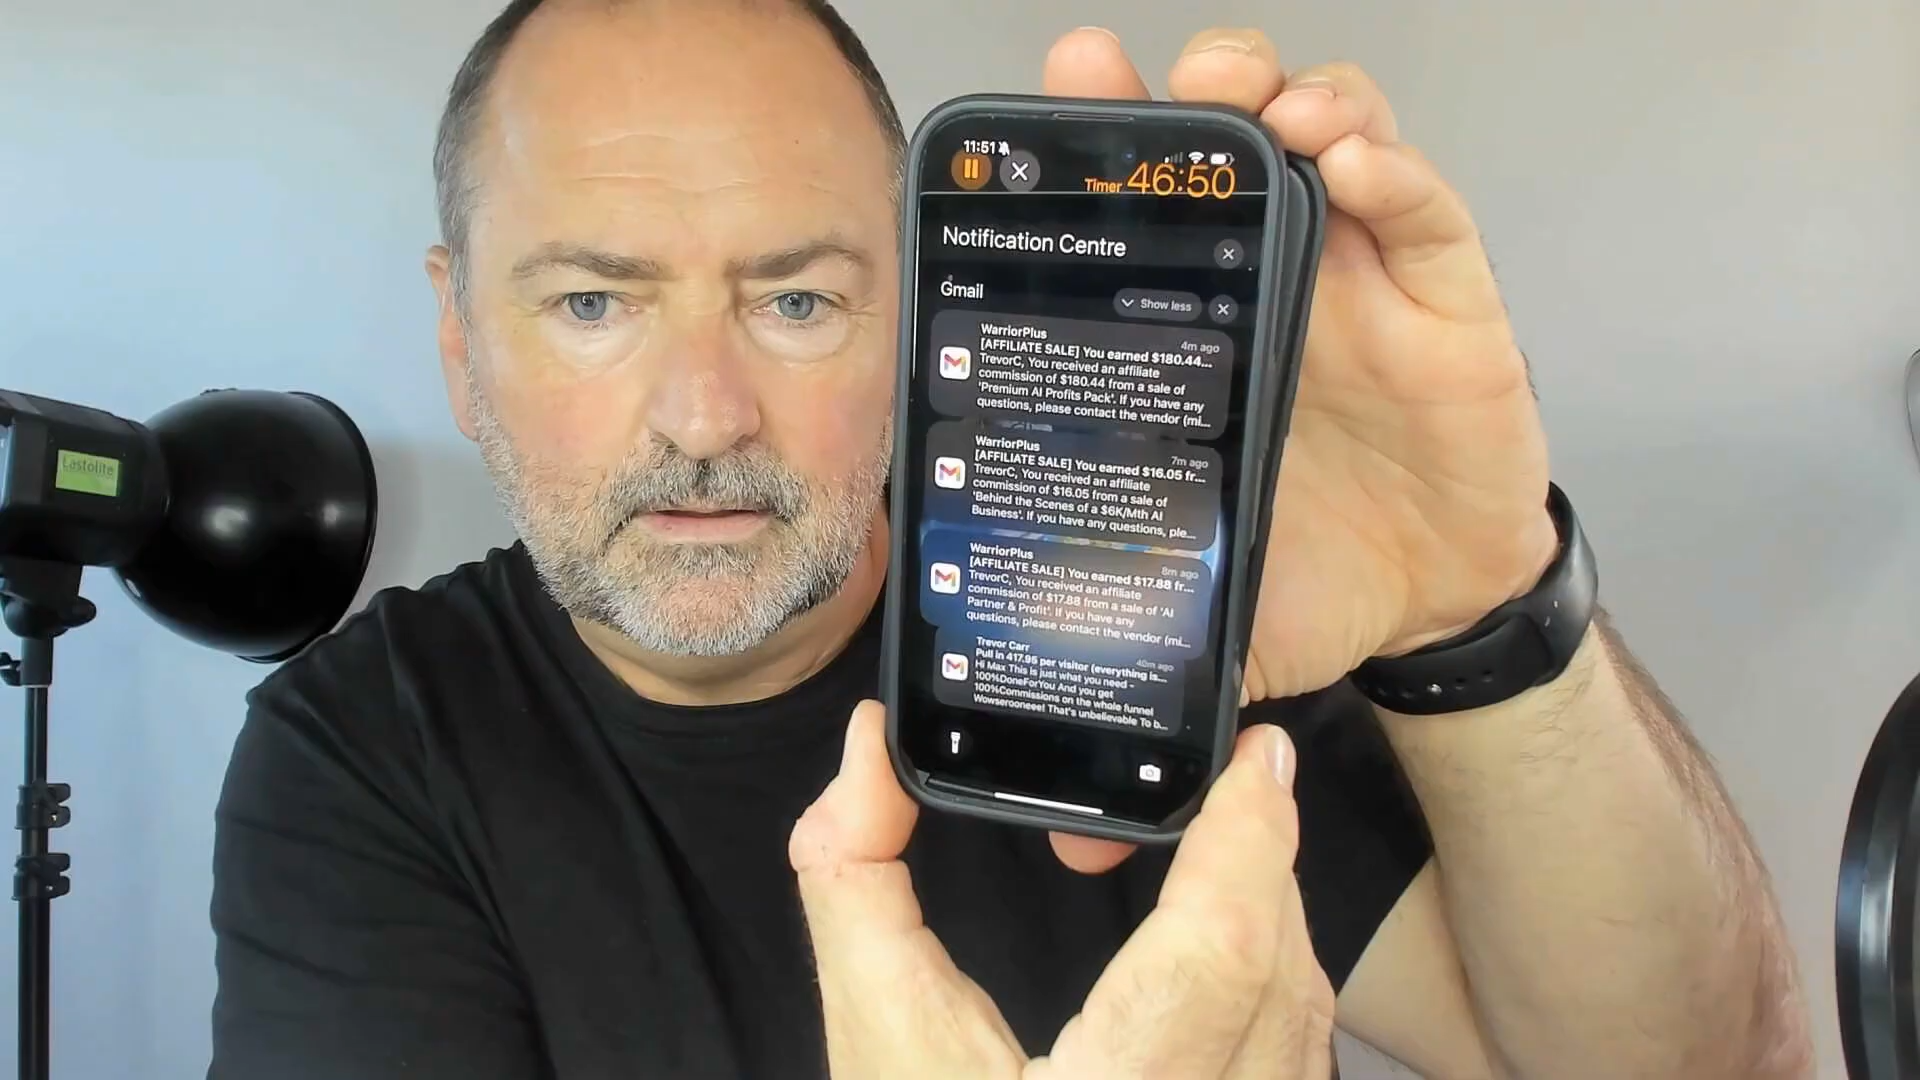 Lastolite
11:51
Timer 46:50
Notification Centre
Gmail
Show less
WarriorPlus
4m ago
[AFFILIATE SALE] You earned $180.44...
TrevorC, You received an affiliate
commission of $180.44 from a sale of
'Premium AI Profits Pack'. If you have any
questions, please contact the vendor (mi...
WarriorPlus
7m ago
[AFFILIATE SALE] You earned $16.05 fr...
TrevorC, You received an affiliate
commission of $16.05 from a sale of
'Behind the Scenes of a $6K/Mth AI
Business'. If you have any questions, ple...
WarriorPlus
8m ago
[AFFILIATE SALE] You earned $17.88 fr...
TrevorC, You received an affiliate
commission of $17.88 from a sale of 'AI
Partner & Profit'. If you have any
questions, please contact the vendor (mi...
Trevor Carr
40m ago
Pull in 417.95 per visitor (everything is...
Hi Max This is just what you need -
100%DoneForYou And you get
100%Commissions on the whole funnel
Wowserooneee! That's unbelievable To b...